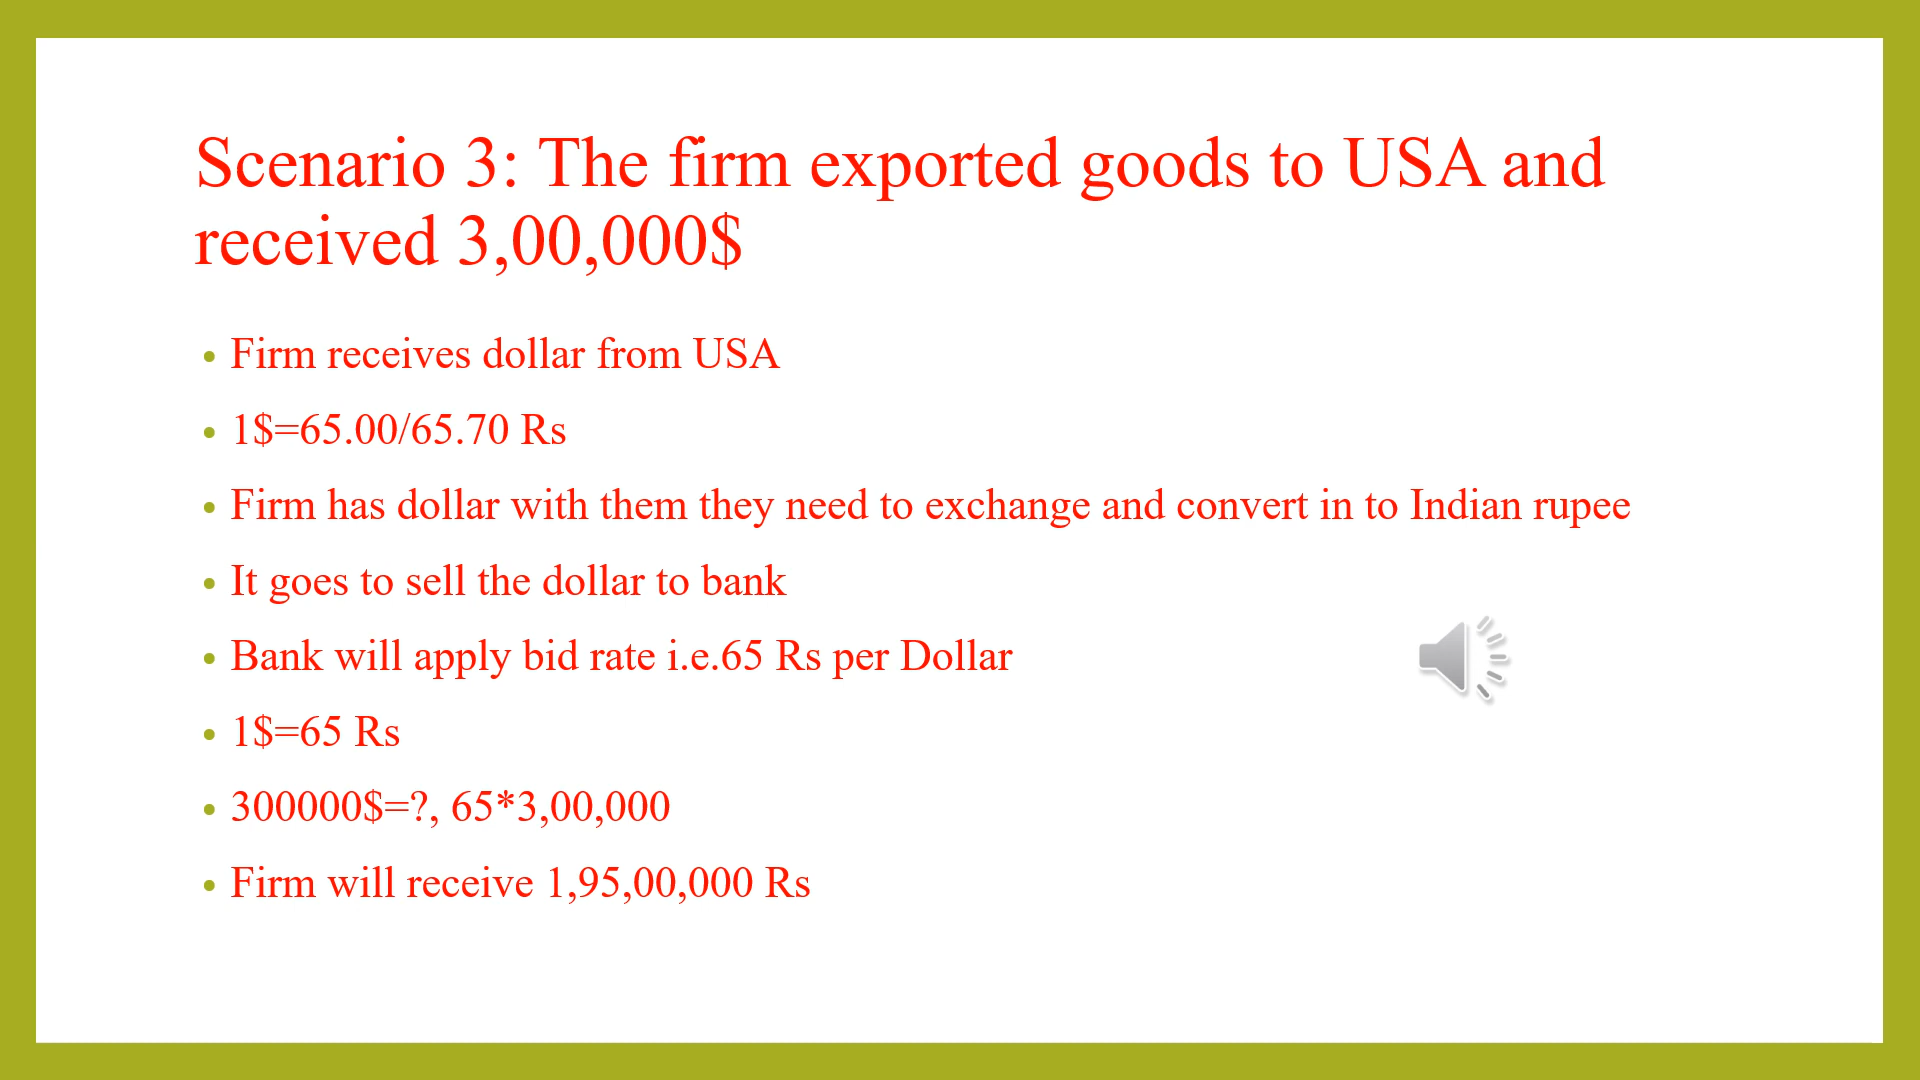 Scenario 3: The firm exported goods to USA and
received 3,00,000$
• Firm receives dollar from USA
• 1$=65.00/65.70 Rs
• Firm has dollar with them they need to exchange and convert in to Indian rupee
• It goes to sell the dollar to bank
• Bank will apply bid rate i.e.65 Rs per Dollar
• 1$=65 Rs
• 300000$=?, 65*3,00,000
• Firm will receive 1,95,00,000 Rs